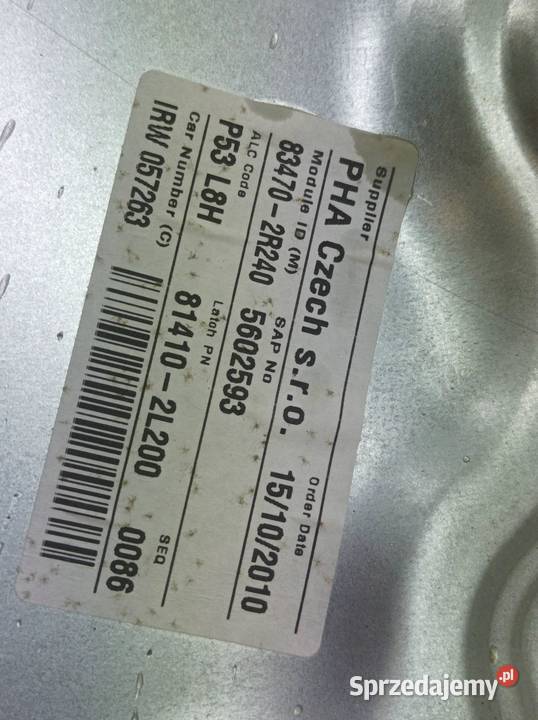 Supplier
PHA Czech s.r.o.
Order Date
15/10/2010
Module ID (M)
83470-2R240
SAP No
5602593
ALC Code
P53 L8H
Latch PN
81410-2L200
SEQ
0086
Car Number (C)
IRW 057263
Sprzedajemy.pl